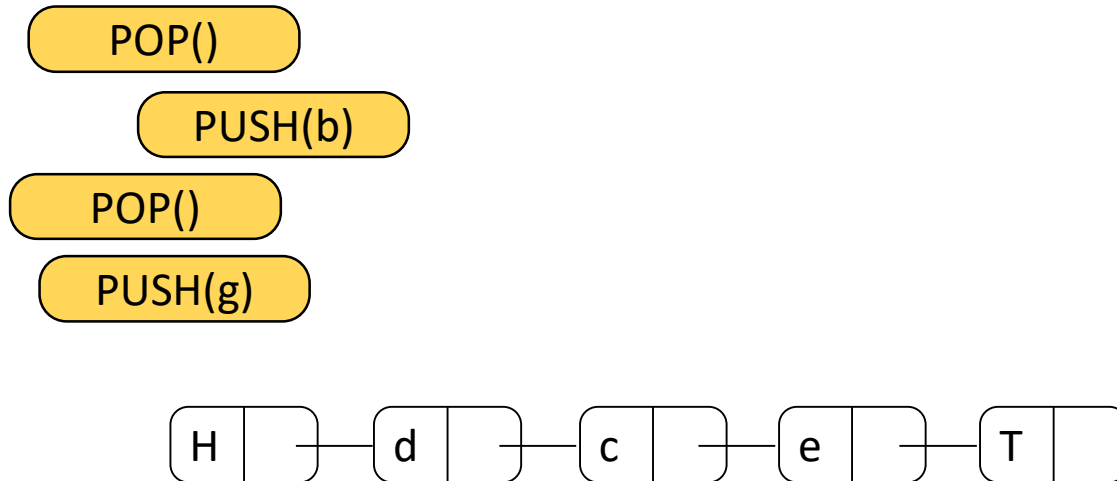 POP()
PUSH(b)
POP()
PUSH(g)
H d c e T